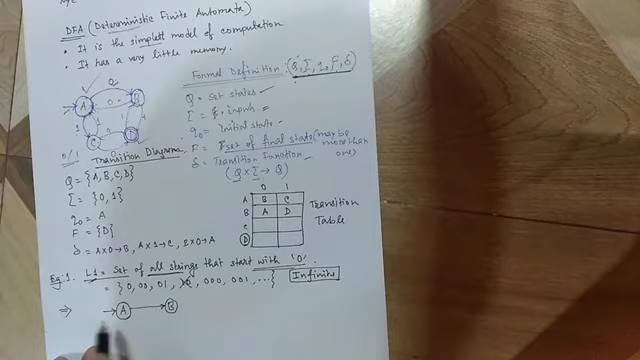 DFA (Deterministic Finite Automata)
• It is the simplest model of computation
• It has a very little memory.
Formal Definition: (Q, Σ, q0, F, δ)
Q = set states
Σ = inputs
q0 = Initial state
F = set of final state (may be more than one)
δ = Transition Function
(Q × Σ → Q)
A B C D
0/1
Transition Diagram
Q = {A, B, C, D}
Σ = {0, 1}
q0 = A
F = {D}
δ = A×0→B, A×1→C, B×0→A
0 1
A B C
B A D
C
D
Transition Table
Eg:1. L1 = Set of all strings that start with '0'.
= {0, 00, 01, 000, 001, ...} Infinite
⇒ → A → B